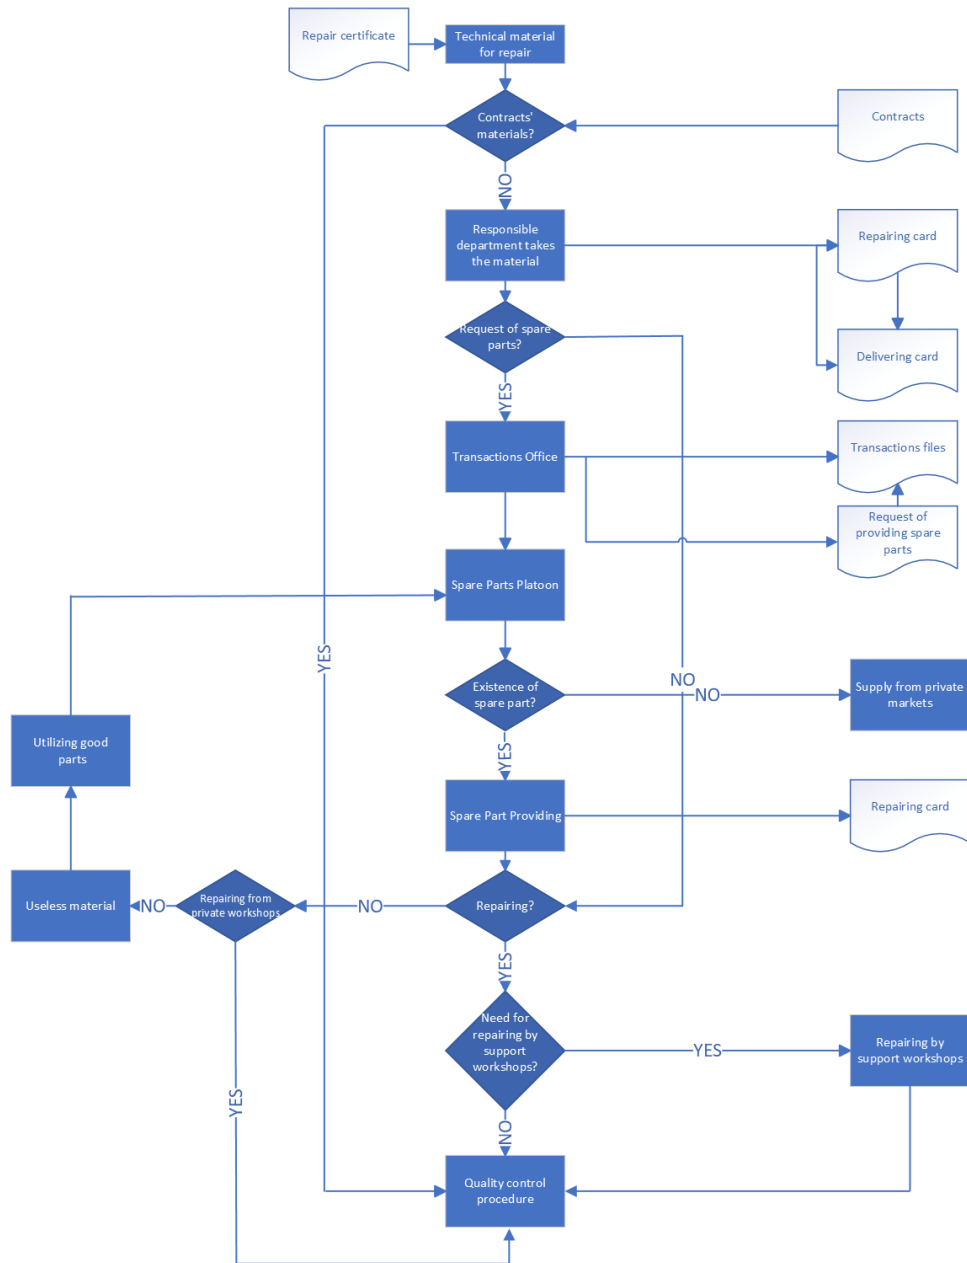 Repair certificate
Technical material
for repair
Contracts'
materials?
Contracts
NO
Responsible
department takes
the material
Repairing card
Request of spare
parts?
Delivering card
YES
Transactions Office
Transactions files
Request of
providing spare
parts
Spare Parts Platoon
YES
Existence of
spare part?
NO
NO
Supply from private
markets
Utilizing good
parts
YES
Spare Part Providing
Repairing card
Useless material
NO
Repairing from
private workshops
NO
Repairing?
YES
Need for
repairing by
support
workshops?
YES
Repairing by
support workshops
YES
NO
Quality control
procedure